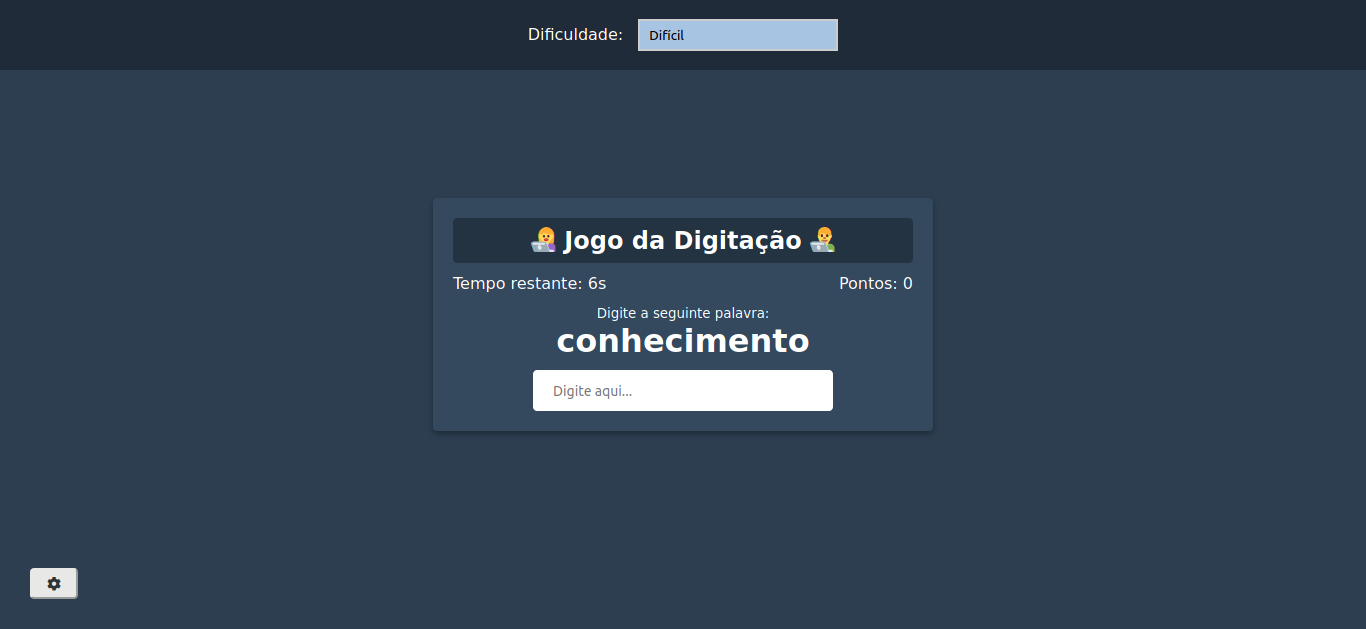 Dificuldade: Difícil
👩‍💻 Jogo da Digitação 👨‍💻
Tempo restante: 6s Pontos: 0
Digite a seguinte palavra:
conhecimento
Digite aqui...